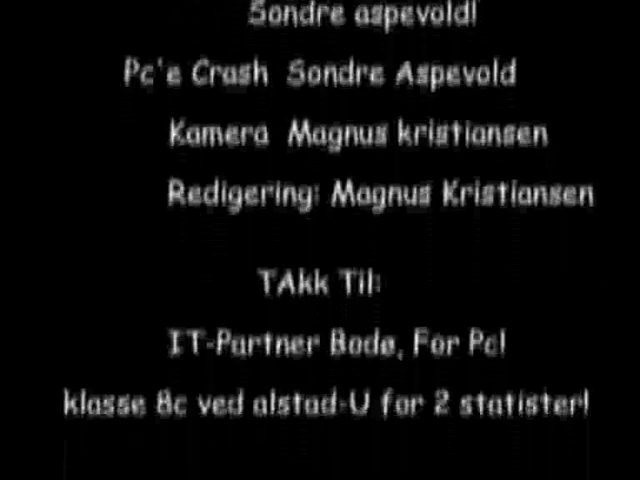 Sondre aspevold!
Pc'e Crash Sondre Aspevold
Kamera Magnus kristiansen
Redigering: Magnus Kristiansen
TAkk Til:
IT-Partner Bodø, For Pc!
klasse 8c ved alstad-U for 2 statister!